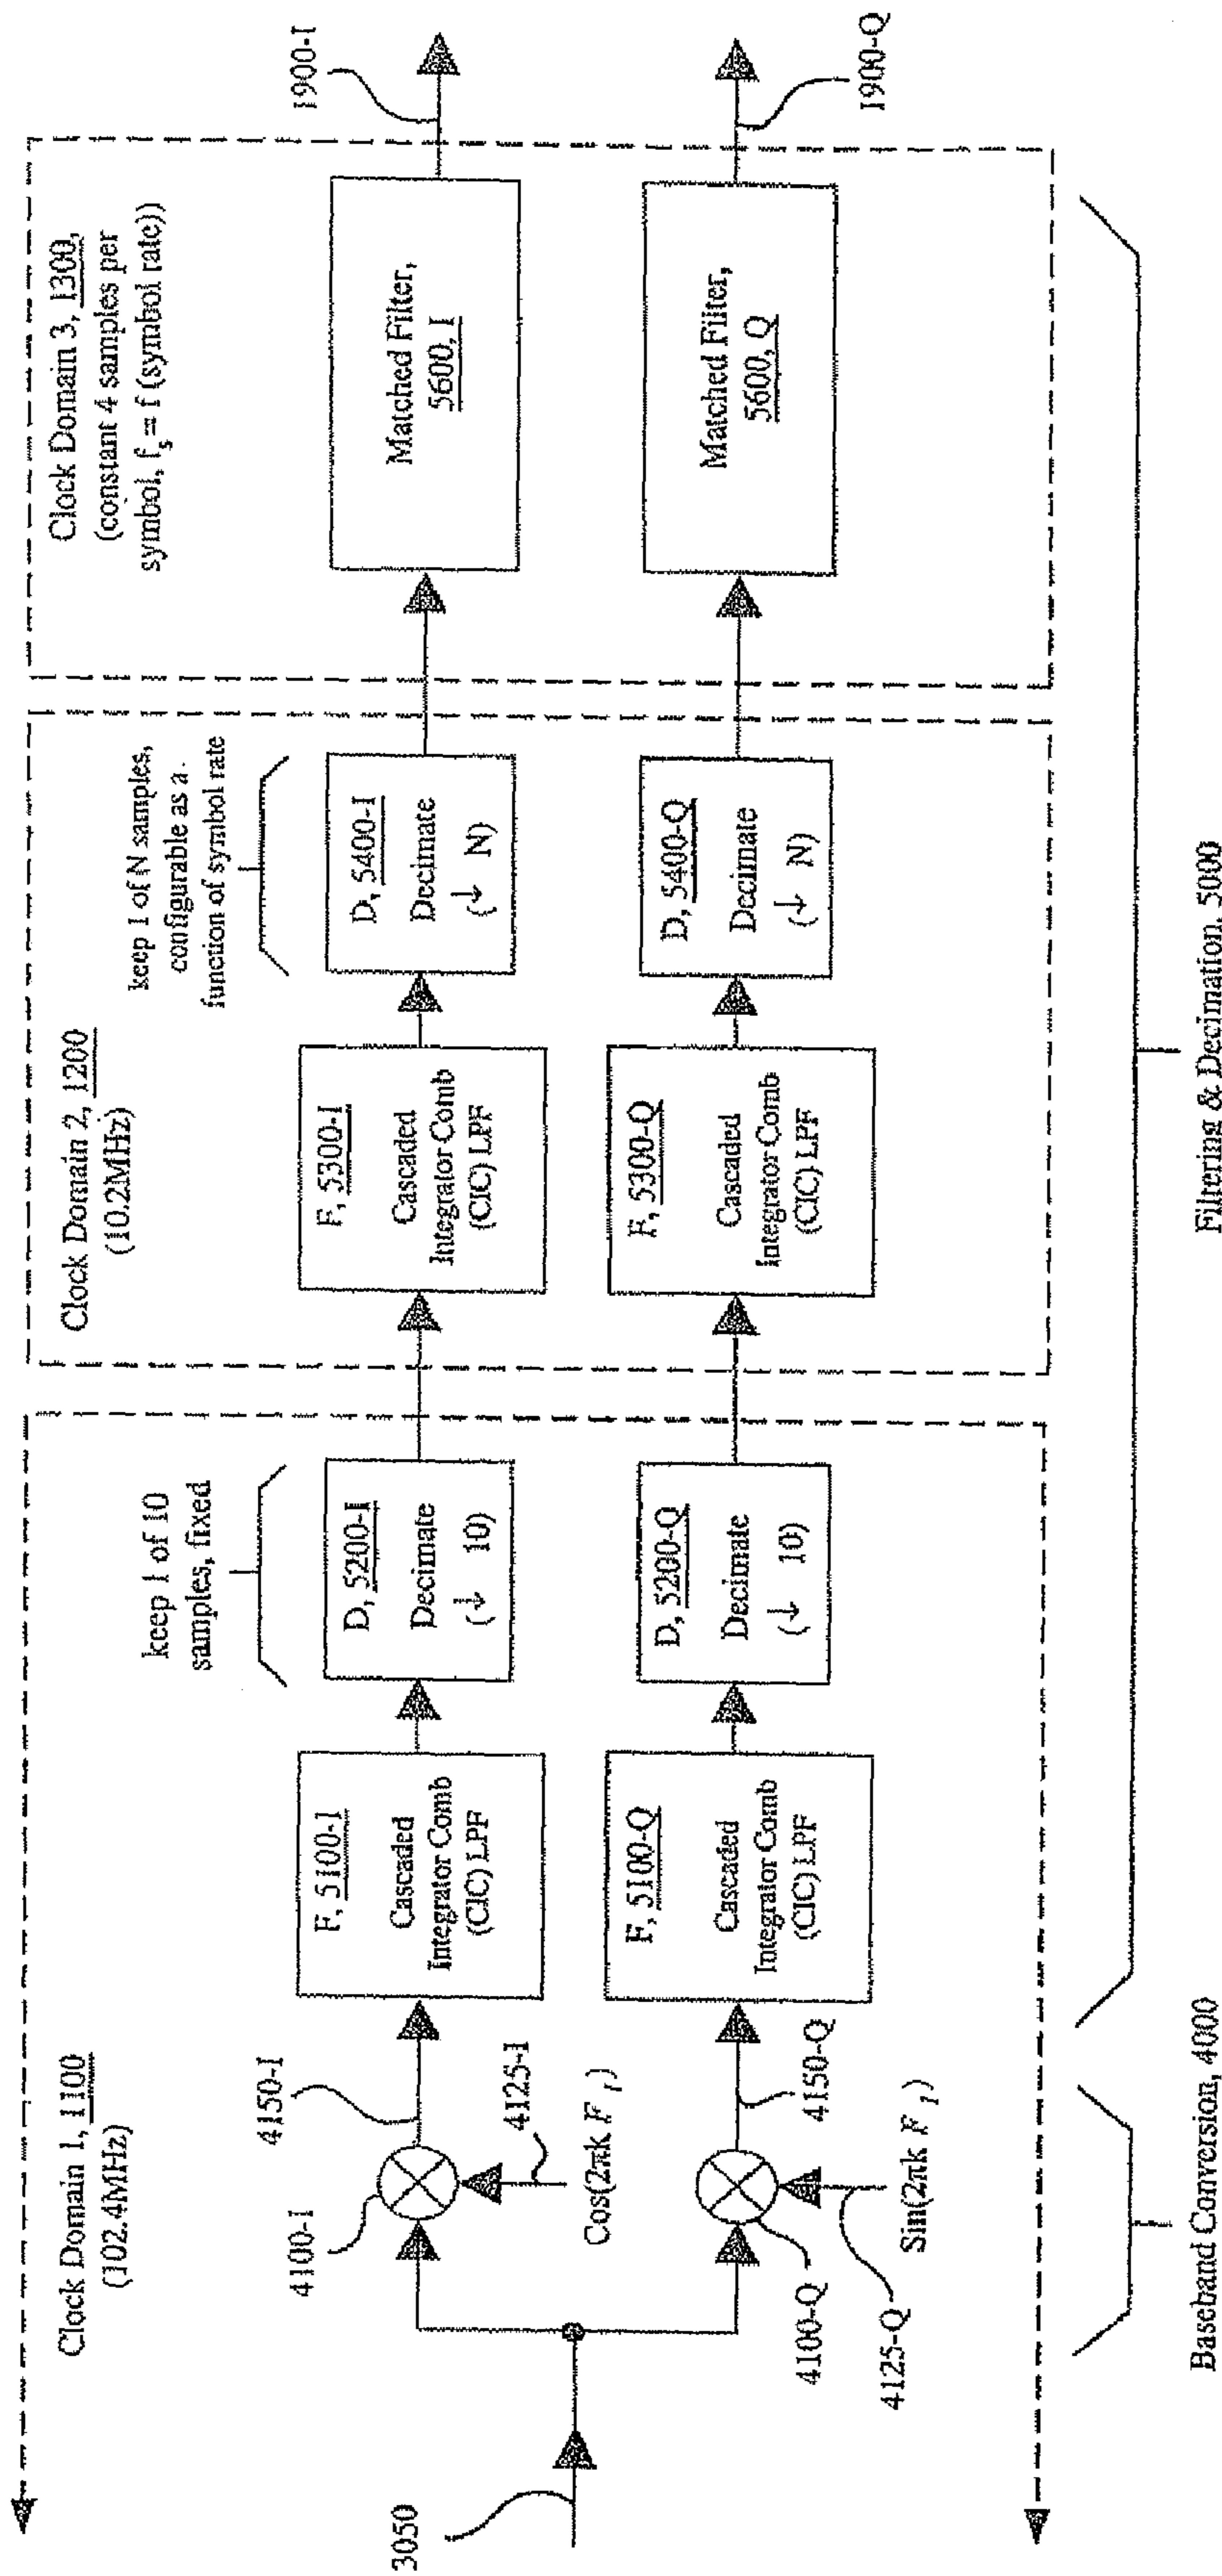 Clock Domain 1, 1100
(102.4MHz)
3050
4100-I
4150-I
4125-I
Cos(2πk F1)
4100-Q
4125-Q
4150-Q
Sin(2πk F1)
F, 5100-I
Cascaded
Integrator Comb
(CIC) LPF
F, 5100-Q
Cascaded
Integrator Comb
(CIC) LPF
keep 1 of 10
samples, fixed
D, 5200-I
Decimate
(↓ 10)
D, 5200-Q
Decimate
(↓ 10)
Clock Domain 2, 1200
(10.2MHz)
F, 5300-I
Cascaded
Integrator Comb
(CIC) LPF
F, 5300-Q
Cascaded
Integrator Comb
(CIC) LPF
keep 1 of N samples,
configurable as a
function of symbol rate
D, 5400-I
Decimate
(↓ N)
D, 5400-Q
Decimate
(↓ N)
Clock Domain 3, 1300,
(constant 4 samples per
symbol, fs = f (symbol rate))
Matched Filter,
5600, I
Matched Filter,
5600, Q
1900-I
1900-Q
Baseband Conversion, 4000
Filtering & Decimation, 5000